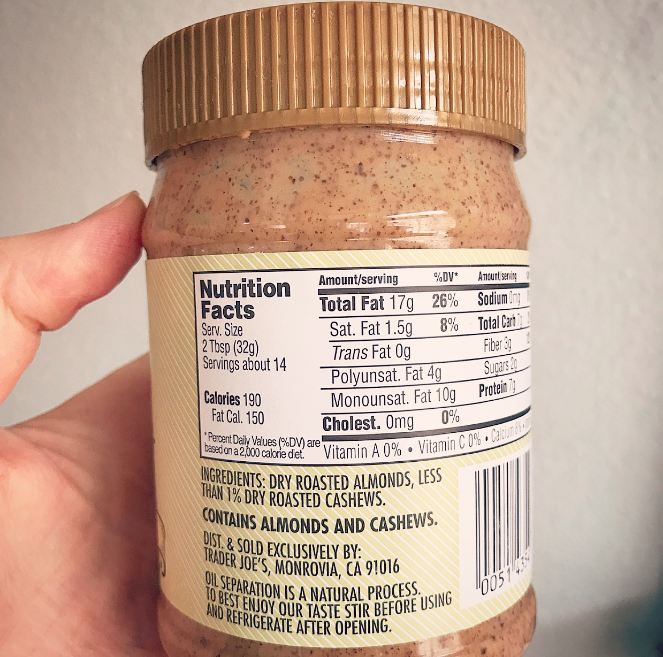 Nutrition
Facts
Serv. Size
2 Tbsp (32g)
Servings about 14
Calories 190
Fat Cal. 150
*Percent Daily Values (%DV) are
based on a 2,000 calorie diet.
Amount/serving %DV*
Total Fat 17g 26%
Sat. Fat 1.5g 8%
Trans Fat 0g
Polyunsat. Fat 4g
Monounsat. Fat 10g
Cholest. 0mg 0%
Amount/serving
Sodium 0mg
Total Carb 7g
Fiber 3g
Sugars 2g
Protein 7g
Vitamin A 0% • Vitamin C 0% • Calcium
INGREDIENTS: DRY ROASTED ALMONDS, LESS
THAN 1% DRY ROASTED CASHEWS.
CONTAINS ALMONDS AND CASHEWS.
DIST. & SOLD EXCLUSIVELY BY:
TRADER JOE'S, MONROVIA, CA 91016
OIL SEPARATION IS A NATURAL PROCESS.
TO BEST ENJOY OUR TASTE STIR BEFORE USING
AND REFRIGERATE AFTER OPENING.
0051